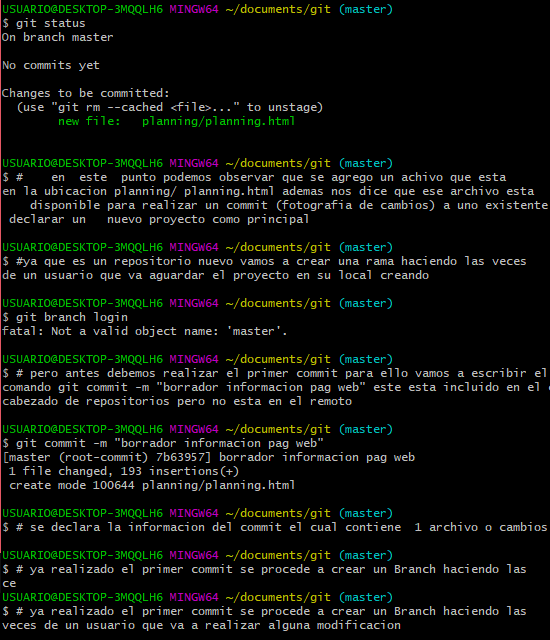 USUARIO@DESKTOP-3MQQLH6 MINGW64 ~/documents/git (master)
$ git status
On branch master
No commits yet
Changes to be committed:
(use "git rm --cached <file>..." to unstage)
new file: planning/planning.html
USUARIO@DESKTOP-3MQQLH6 MINGW64 ~/documents/git (master)
$ # en este punto podemos observar que se agrego un achivo que esta
en la ubicacion planning/ planning.html ademas nos dice que ese archivo esta
disponible para realizar un commit (fotografia de cambios) a uno existente
declarar un nuevo proyecto como principal
USUARIO@DESKTOP-3MQQLH6 MINGW64 ~/documents/git (master)
$ #ya que es un repositorio nuevo vamos a crear una rama haciendo las veces
de un usuario que va aguardar el proyecto en su local creando
USUARIO@DESKTOP-3MQQLH6 MINGW64 ~/documents/git (master)
$ git branch login
fatal: Not a valid object name: 'master'.
USUARIO@DESKTOP-3MQQLH6 MINGW64 ~/documents/git (master)
$ # pero antes debemos realizar el primer commit para ello vamos a escribir el
comando git commit -m "borrador informacion pag web" este esta incluido en el
cabezado de repositorios pero no esta en el remoto
USUARIO@DESKTOP-3MQQLH6 MINGW64 ~/documents/git (master)
$ git commit -m "borrador informacion pag web"
[master (root-commit) 7b63957] borrador informacion pag web
1 file changed, 193 insertions(+)
create mode 100644 planning/planning.html
USUARIO@DESKTOP-3MQQLH6 MINGW64 ~/documents/git (master)
$ # se declara la informacion del commit el cual contiene 1 archivo o cambios
USUARIO@DESKTOP-3MQQLH6 MINGW64 ~/documents/git (master)
$ # ya realizado el primer commit se procede a crear un Branch haciendo las
ce
USUARIO@DESKTOP-3MQQLH6 MINGW64 ~/documents/git (master)
$ # ya realizado el primer commit se procede a crear un Branch haciendo las
veces de un usuario que va a realizar alguna modificacion